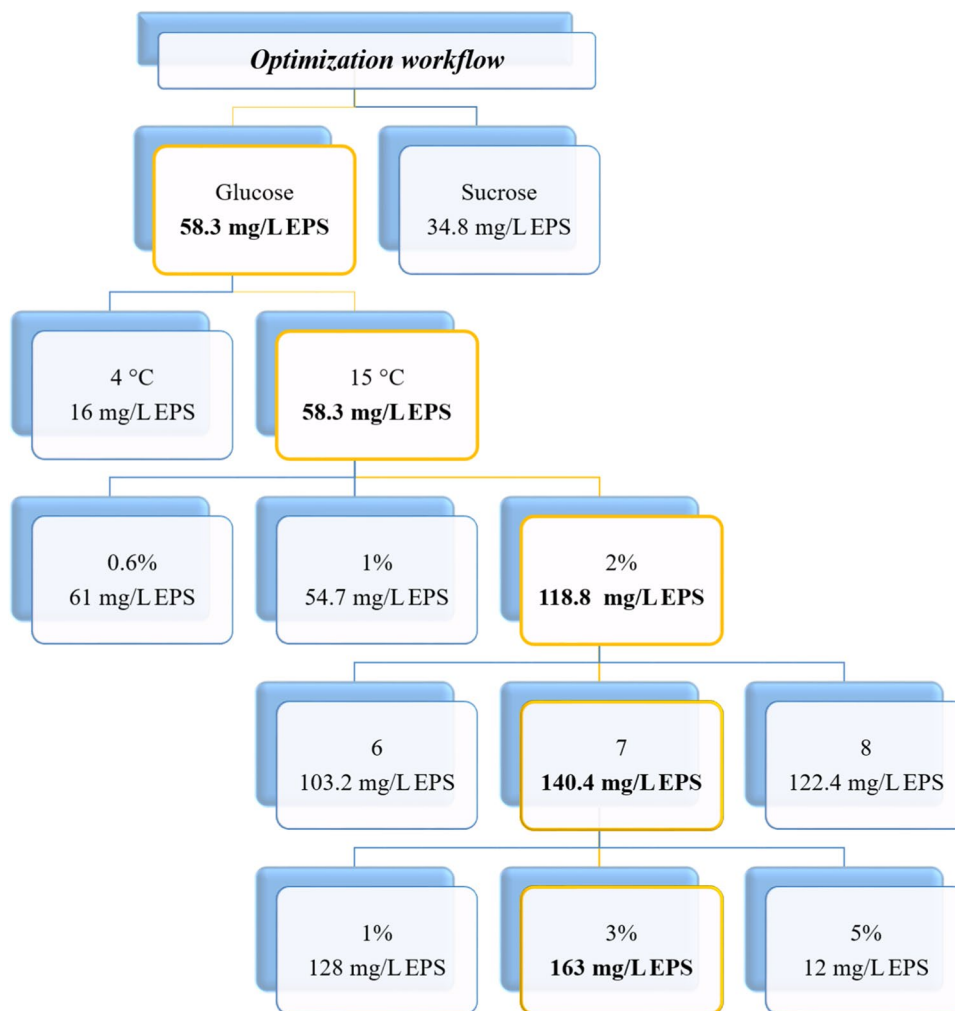 Optimization workflow
Glucose
58.3 mg/L EPS
Sucrose
34.8 mg/L EPS
4 °C
16 mg/L EPS
15 °C
58.3 mg/L EPS
0.6%
61 mg/L EPS
1%
54.7 mg/L EPS
2%
118.8 mg/L EPS
6
103.2 mg/L EPS
7
140.4 mg/L EPS
8
122.4 mg/L EPS
1%
128 mg/L EPS
3%
163 mg/L EPS
5%
12 mg/L EPS